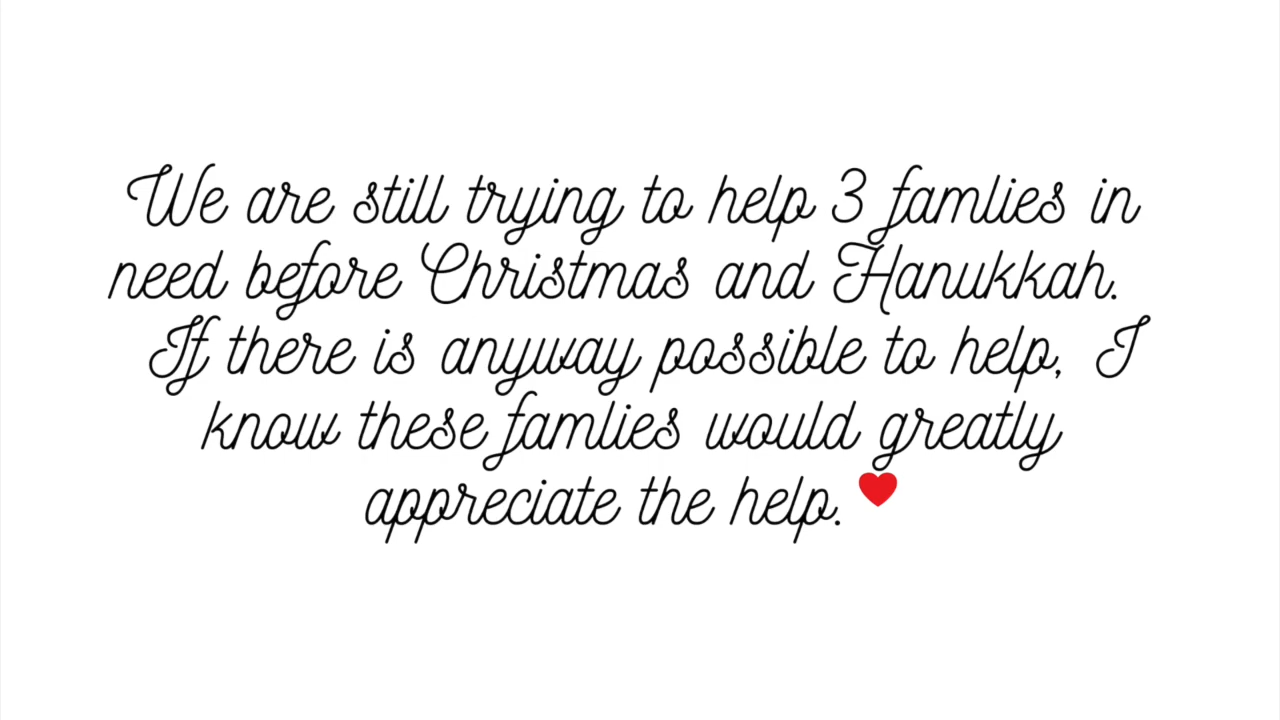 We are still trying to help 3 famlies in
need before Christmas and Hanukkah.
If there is anyway possible to help, I
know these famlies would greatly
appreciate the help.❤️